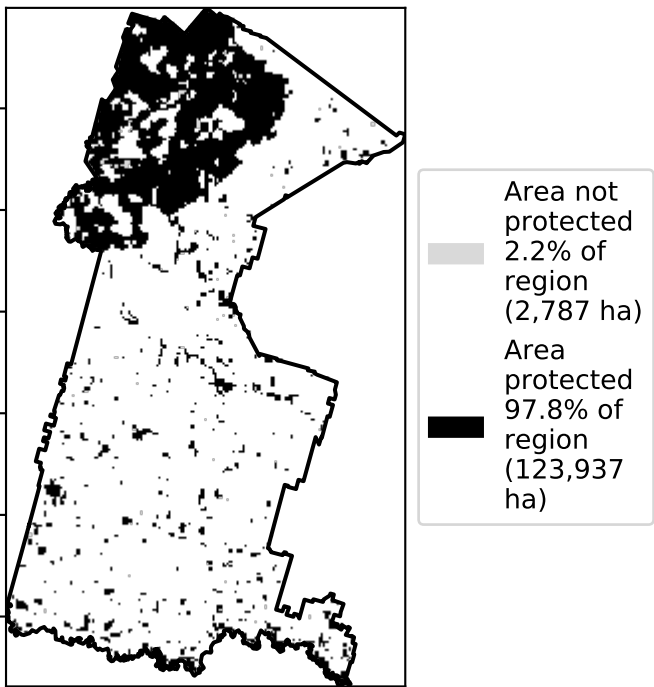 Area not
protected
2.2% of
region
(2,787 ha)
Area
protected
97.8% of
region
(123,937
ha)